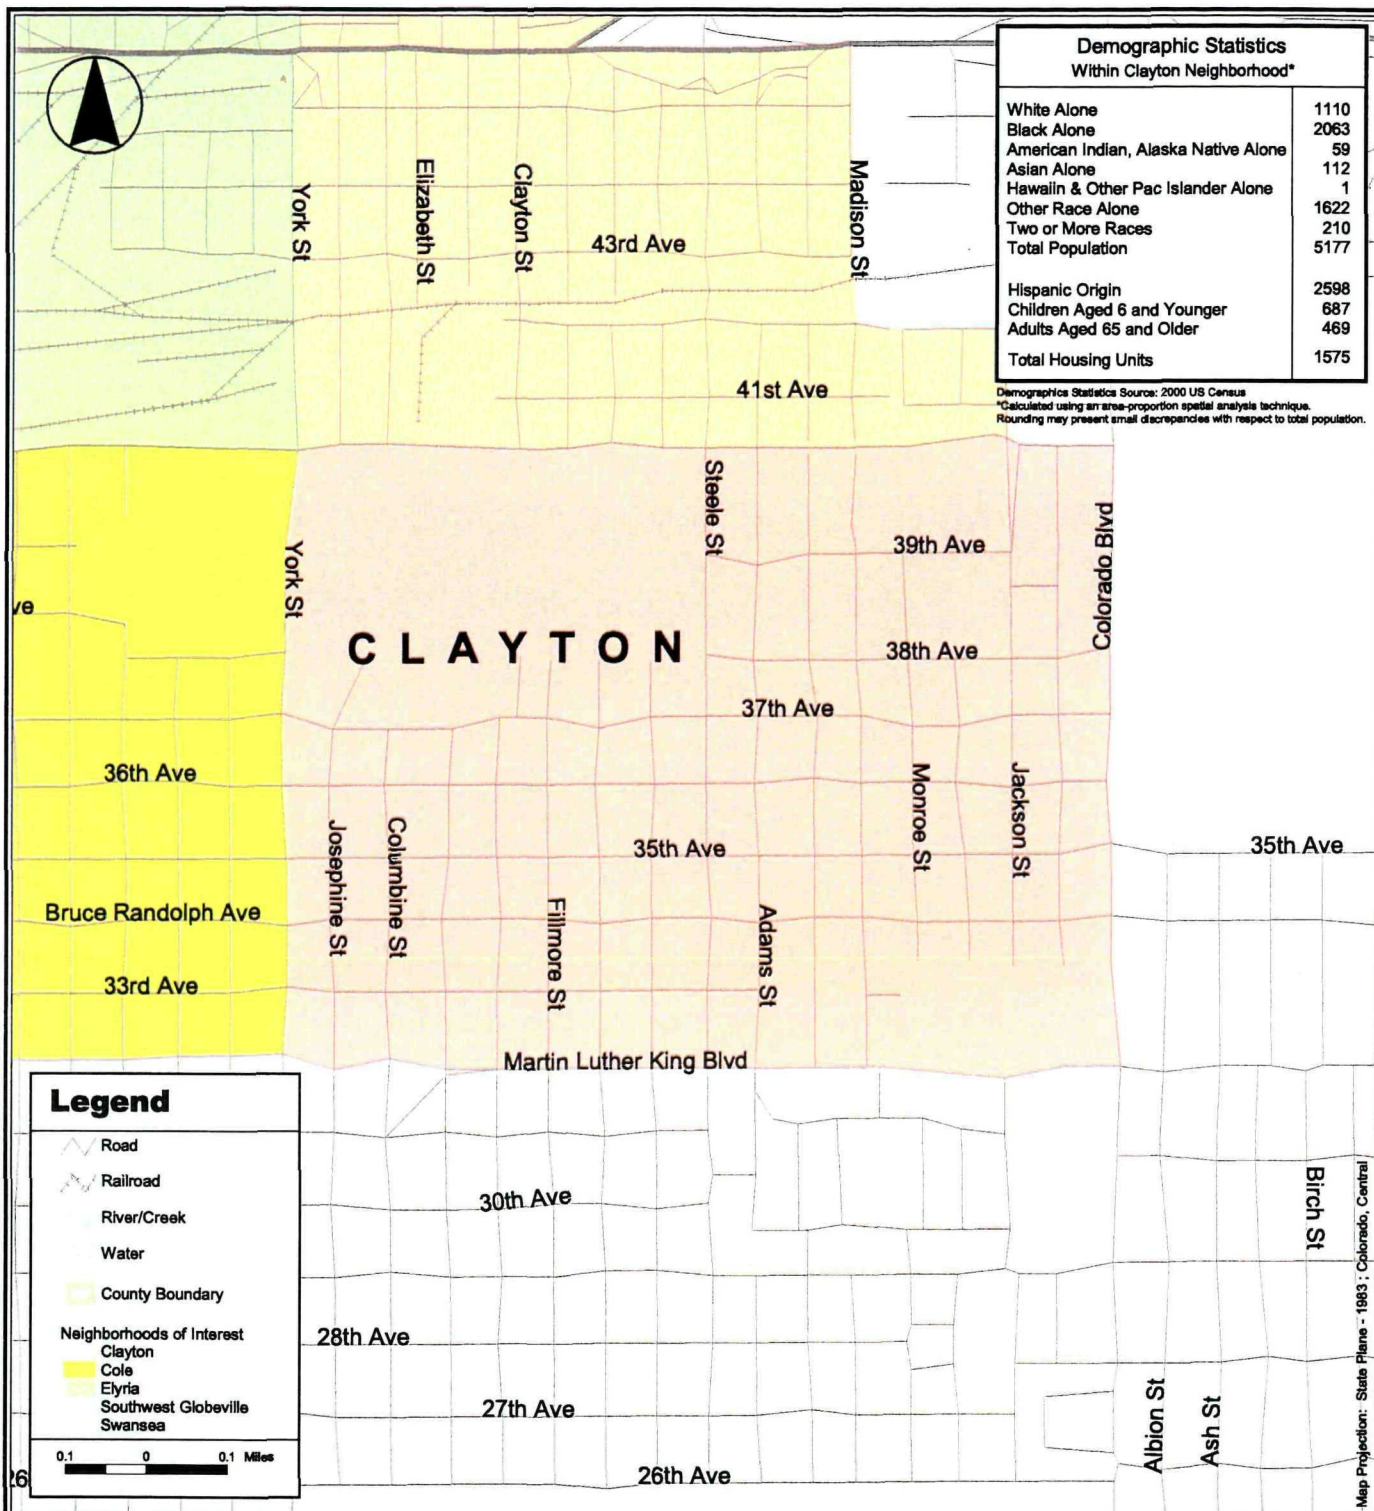 Demographic Statistics
Within Clayton Neighborhood*
White Alone 1110
Black Alone 2063
American Indian, Alaska Native Alone 59
Asian Alone 112
Hawaiin & Other Pac Islander Alone 1
Other Race Alone 1622
Two or More Races 210
Total Population 5177
Hispanic Origin 2598
Children Aged 6 and Younger 687
Adults Aged 65 and Older 469
Total Housing Units 1575
Demographics Statistics Source: 2000 US Census
*Calculated using an area-proportion spatial analysis technique.
Rounding may present small discrepancies with respect to total population.
York St
Elizabeth St
Clayton St
43rd Ave
Madison St
41st Ave
York St
Steele St
39th Ave
Colorado Blvd
ve
CLAYTON
38th Ave
37th Ave
36th Ave
Monroe St
Jackson St
Josephine St
Columbine St
35th Ave
35th Ave
Bruce Randolph Ave
Fillmore St
Adams St
33rd Ave
Martin Luther King Blvd
Legend
Road
Railroad
River/Creek
Water
County Boundary
Neighborhoods of Interest
Clayton
Cole
Elyria
Southwest Globeville
Swansea
0.1 0 0.1 Miles
30th Ave
Birch St
28th Ave
27th Ave
Albion St
Ash St
26
26th Ave
Map Projection: State Plane - 1983 ; Colorado, Central